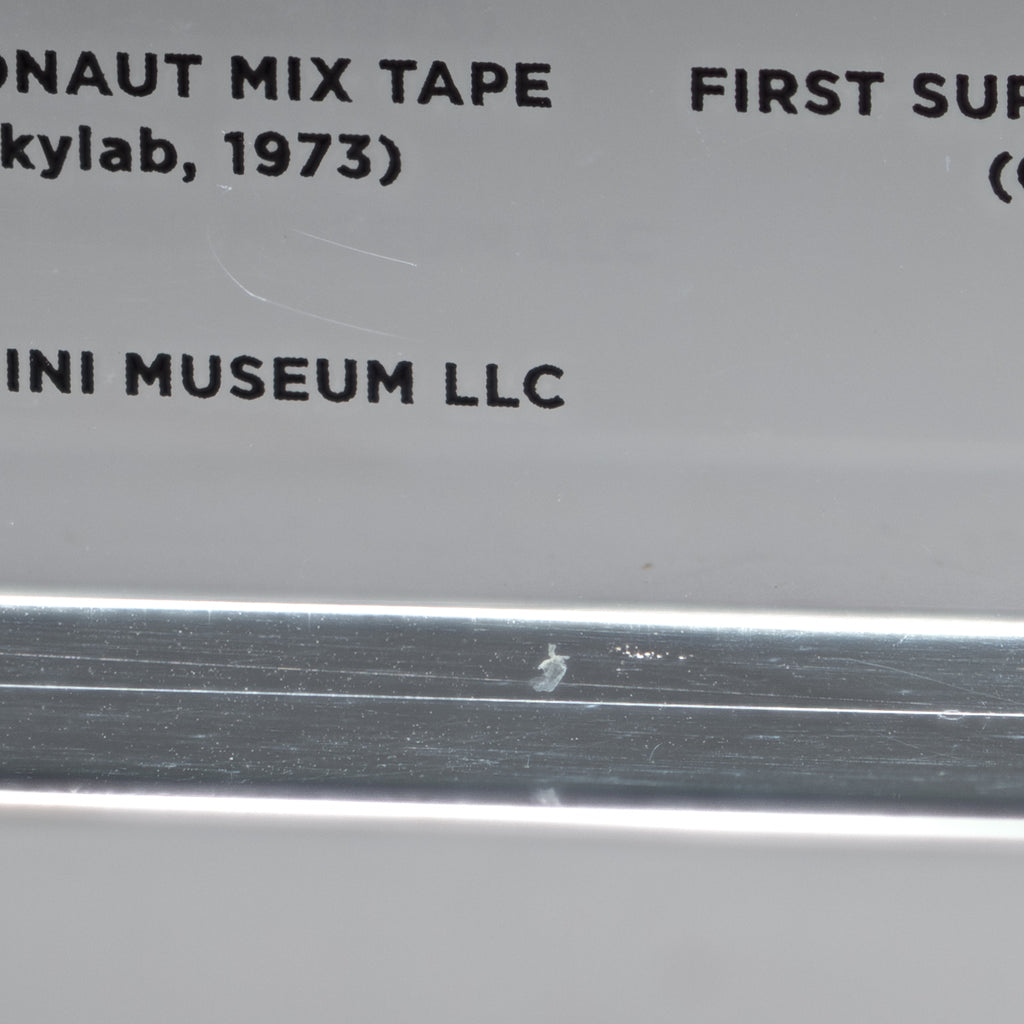 ONAUT MIX TAPE FIRST SUP
kylab, 1973) (
INI MUSEUM LLC